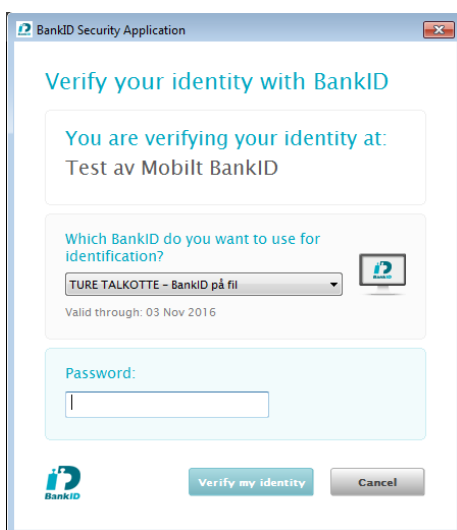 BankID Security Application
Verify your identity with BankID
You are verifying your identity at:
Test av Mobilt BankID
Which BankID do you want to use for
identification?
TURE TALKOTTE – BankID på fil
BankID
Valid through: 03 Nov 2016
Password:
BankID
Verify my identity
Cancel